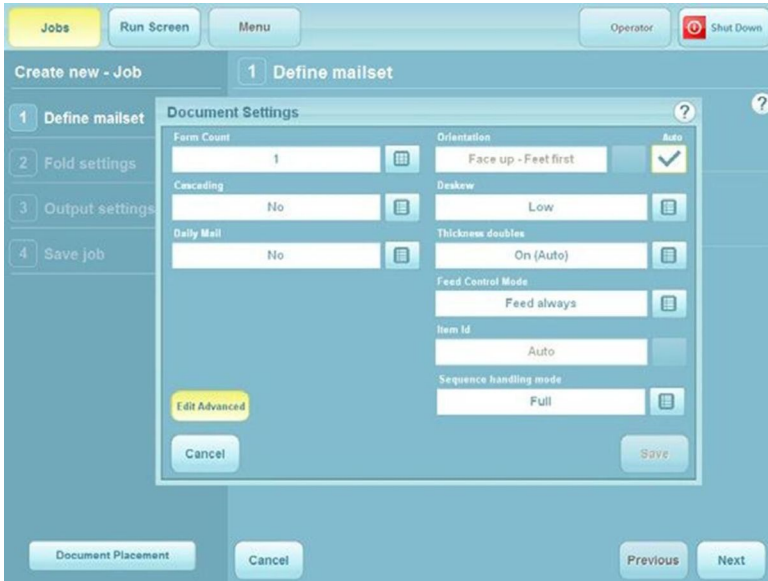 Jobs
Run Screen
Menu
Operator
Shut Down
Create new - Job
1 Define mailset
?
1 Define mailset
2 Fold settings
3 Output settings
4 Save job
Document Settings
?
Form Count
1
Cascading
No
Daily Mail
No
Orientation
Auto
Face up - Feet first
Deskew
Low
Thickness doubles
On (Auto)
Feed Control Mode
Feed always
Item Id
Auto
Sequence handling mode
Full
Edit Advanced
Cancel
Save
Document Placement
Cancel
Previous
Next